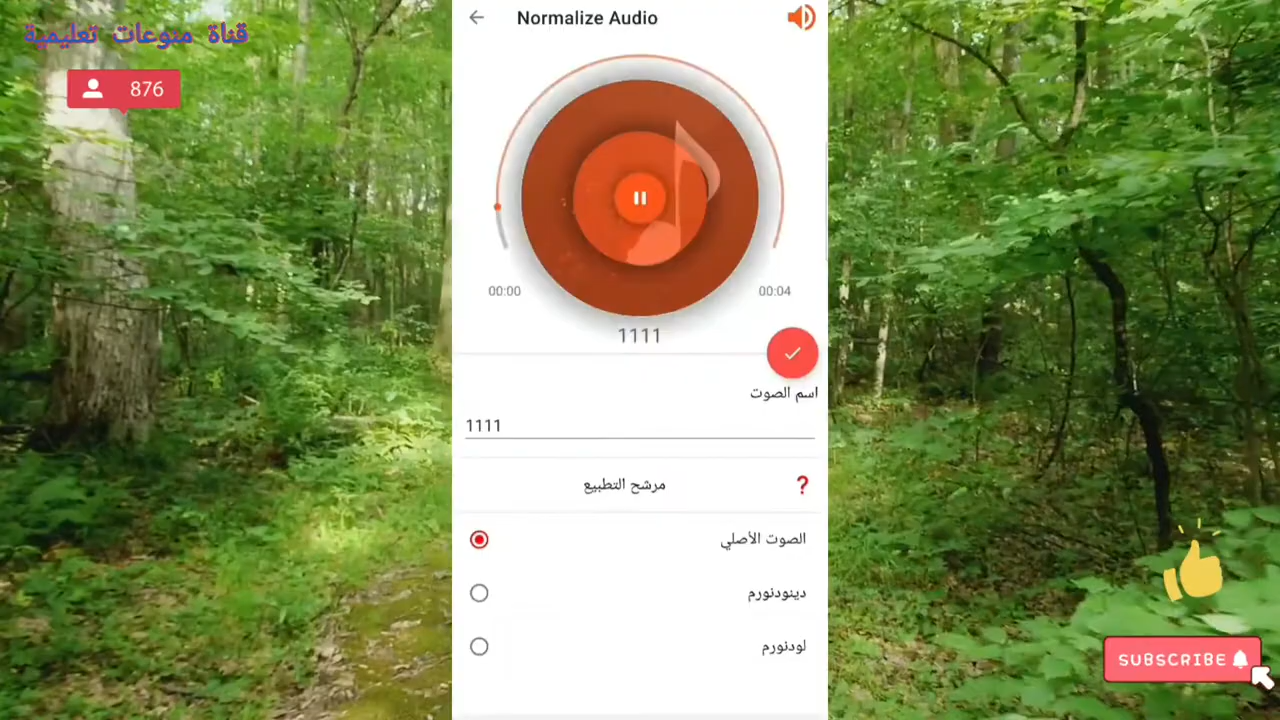 قناة منوعات تعليمية
876
Normalize Audio
00:00
00:04
1111
اسم الصوت
1111
مرشح التطبيع
?
الصوت الأصلي
دينودنورم
لودنورم
SUBSCRIBE